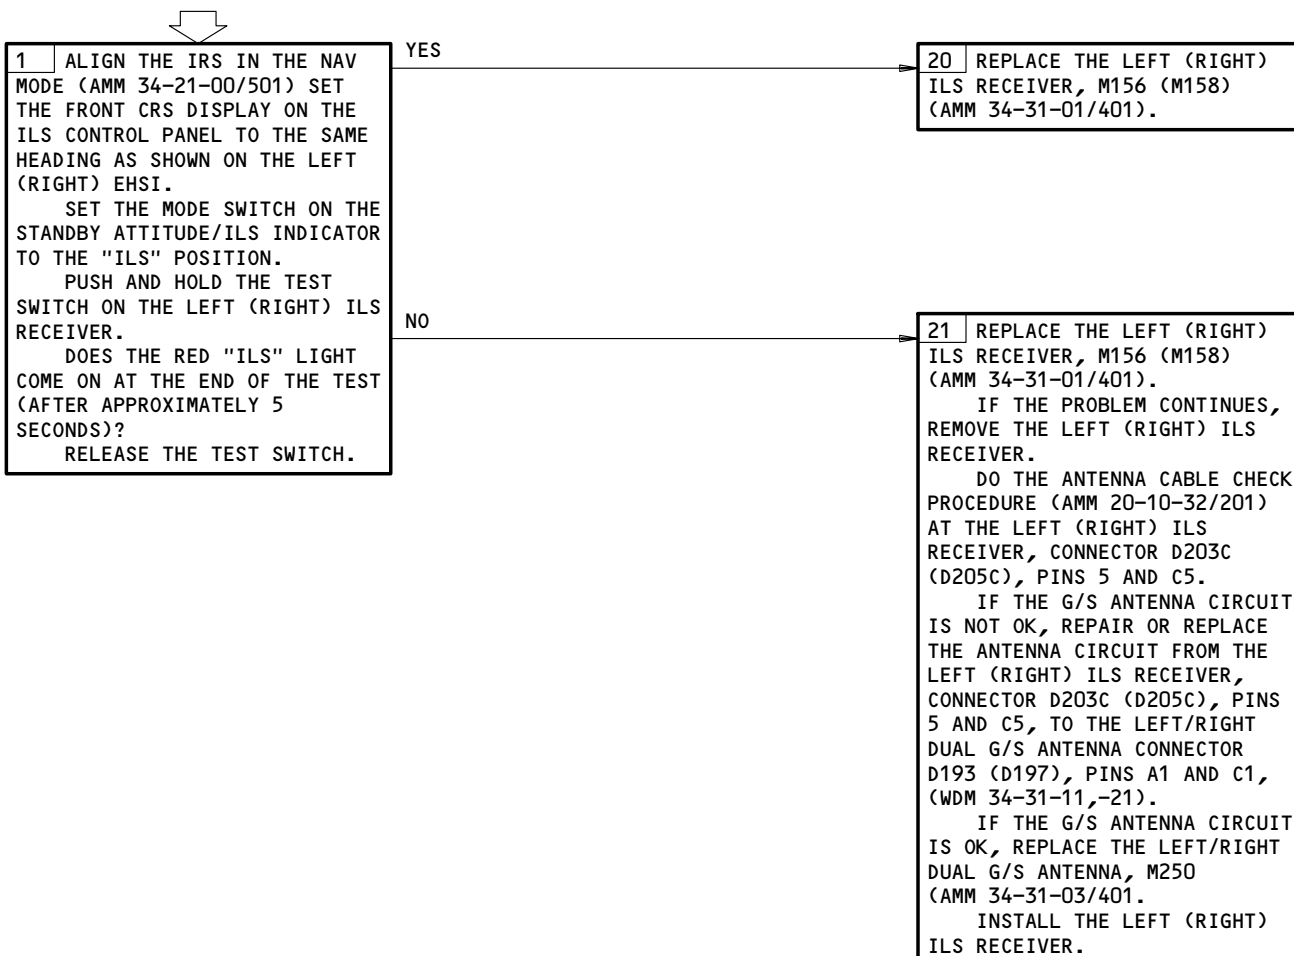 1 ALIGN THE IRS IN THE NAV
MODE (AMM 34-21-00/501) SET
THE FRONT CRS DISPLAY ON THE
ILS CONTROL PANEL TO THE SAME
HEADING AS SHOWN ON THE LEFT
(RIGHT) EHSI.
SET THE MODE SWITCH ON THE
STANDBY ATTITUDE/ILS INDICATOR
TO THE "ILS" POSITION.
PUSH AND HOLD THE TEST
SWITCH ON THE LEFT (RIGHT) ILS
RECEIVER.
DOES THE RED "ILS" LIGHT
COME ON AT THE END OF THE TEST
(AFTER APPROXIMATELY 5
SECONDS)?
RELEASE THE TEST SWITCH.
YES
20 REPLACE THE LEFT (RIGHT)
ILS RECEIVER, M156 (M158)
(AMM 34-31-01/401).
NO
21 REPLACE THE LEFT (RIGHT)
ILS RECEIVER, M156 (M158)
(AMM 34-31-01/401).
IF THE PROBLEM CONTINUES,
REMOVE THE LEFT (RIGHT) ILS
RECEIVER.
DO THE ANTENNA CABLE CHECK
PROCEDURE (AMM 20-10-32/201)
AT THE LEFT (RIGHT) ILS
RECEIVER, CONNECTOR D203C
(D205C), PINS 5 AND C5.
IF THE G/S ANTENNA CIRCUIT
IS NOT OK, REPAIR OR REPLACE
THE ANTENNA CIRCUIT FROM THE
LEFT (RIGHT) ILS RECEIVER,
CONNECTOR D203C (D205C), PINS
5 AND C5, TO THE LEFT/RIGHT
DUAL G/S ANTENNA CONNECTOR
D193 (D197), PINS A1 AND C1,
(WDM 34-31-11,-21).
IF THE G/S ANTENNA CIRCUIT
IS OK, REPLACE THE LEFT/RIGHT
DUAL G/S ANTENNA, M250
(AMM 34-31-03/401.
INSTALL THE LEFT (RIGHT)
ILS RECEIVER.